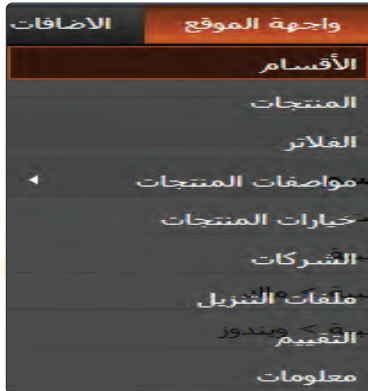 واجهة الموقع الاضافات
الأقسام
المنتجات
الفلاتر
مواصفات المنتجات
خيارات المنتجات
الشركات
ملفات التنزيل
التقييم
معلومات